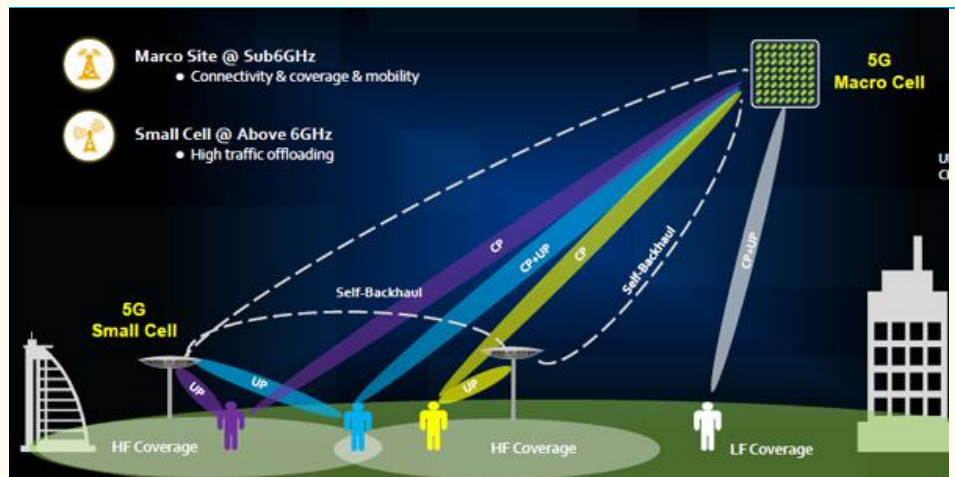 Marco Site @ Sub6GHz
• Connectivity & coverage & mobility
Small Cell @ Above 6GHz
• High traffic offloading
5G
Macro Cell
CP
CP+UP
CP
Self-Backhaul
CP+UP
Self-Backhaul
5G
Small Cell
UP
UP
UP
HF Coverage
HF Coverage
LF Coverage